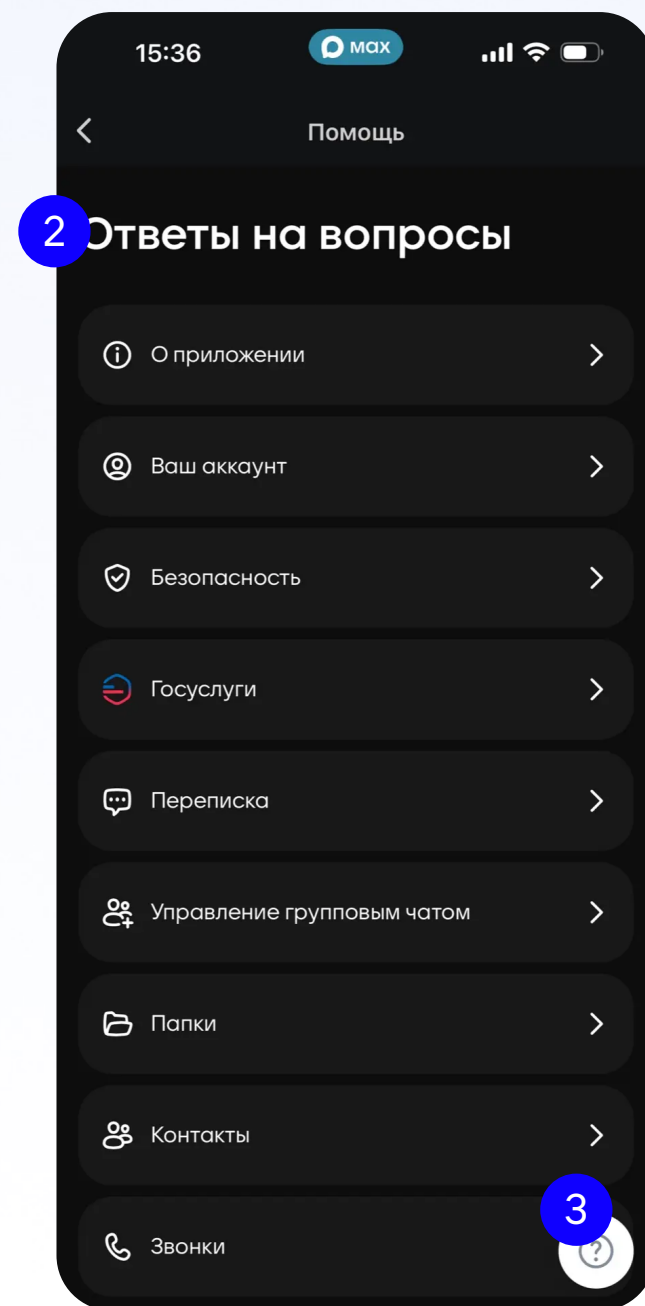 15:36
мах
Помощь
2
Ответы на вопросы
О приложении
Ваш аккаунт
Безопасность
Госуслуги
Переписка
Управление групповым чатом
Папки
Контакты
3
Звонки
?